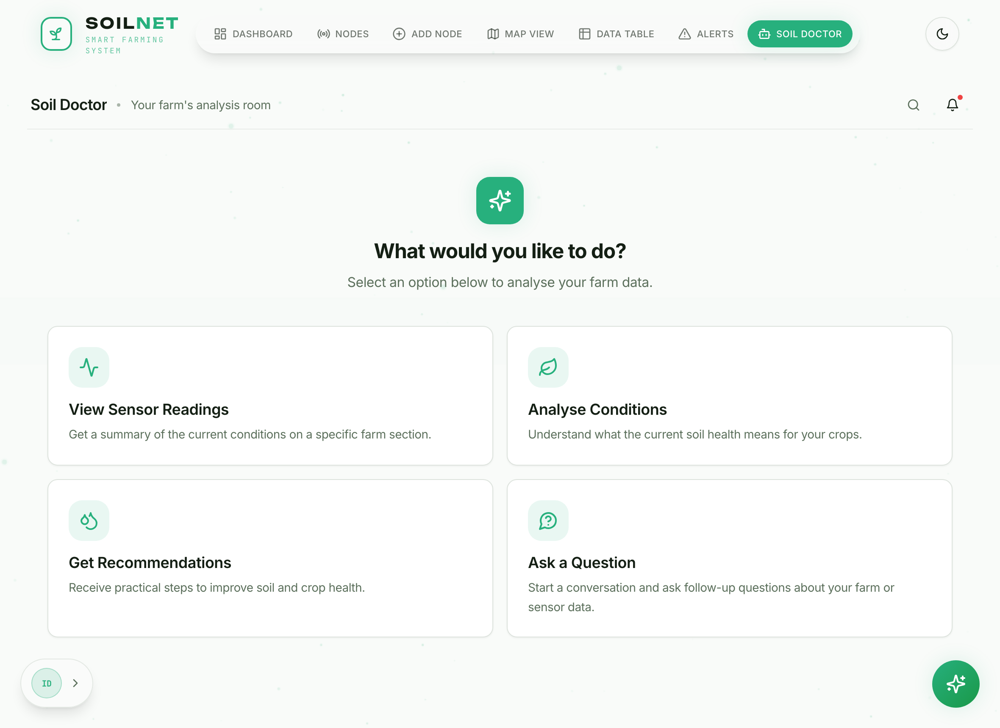 SOILNET
SMART FARMING
SYSTEM
DASHBOARD
NODES
ADD NODE
MAP VIEW
DATA TABLE
ALERTS
SOIL DOCTOR
Soil Doctor • Your farm's analysis room
What would you like to do?
Select an option below to analyse your farm data.
View Sensor Readings
Get a summary of the current conditions on a specific farm section.
Analyse Conditions
Understand what the current soil health means for your crops.
Get Recommendations
Receive practical steps to improve soil and crop health.
Ask a Question
Start a conversation and ask follow-up questions about your farm or
sensor data.
ID